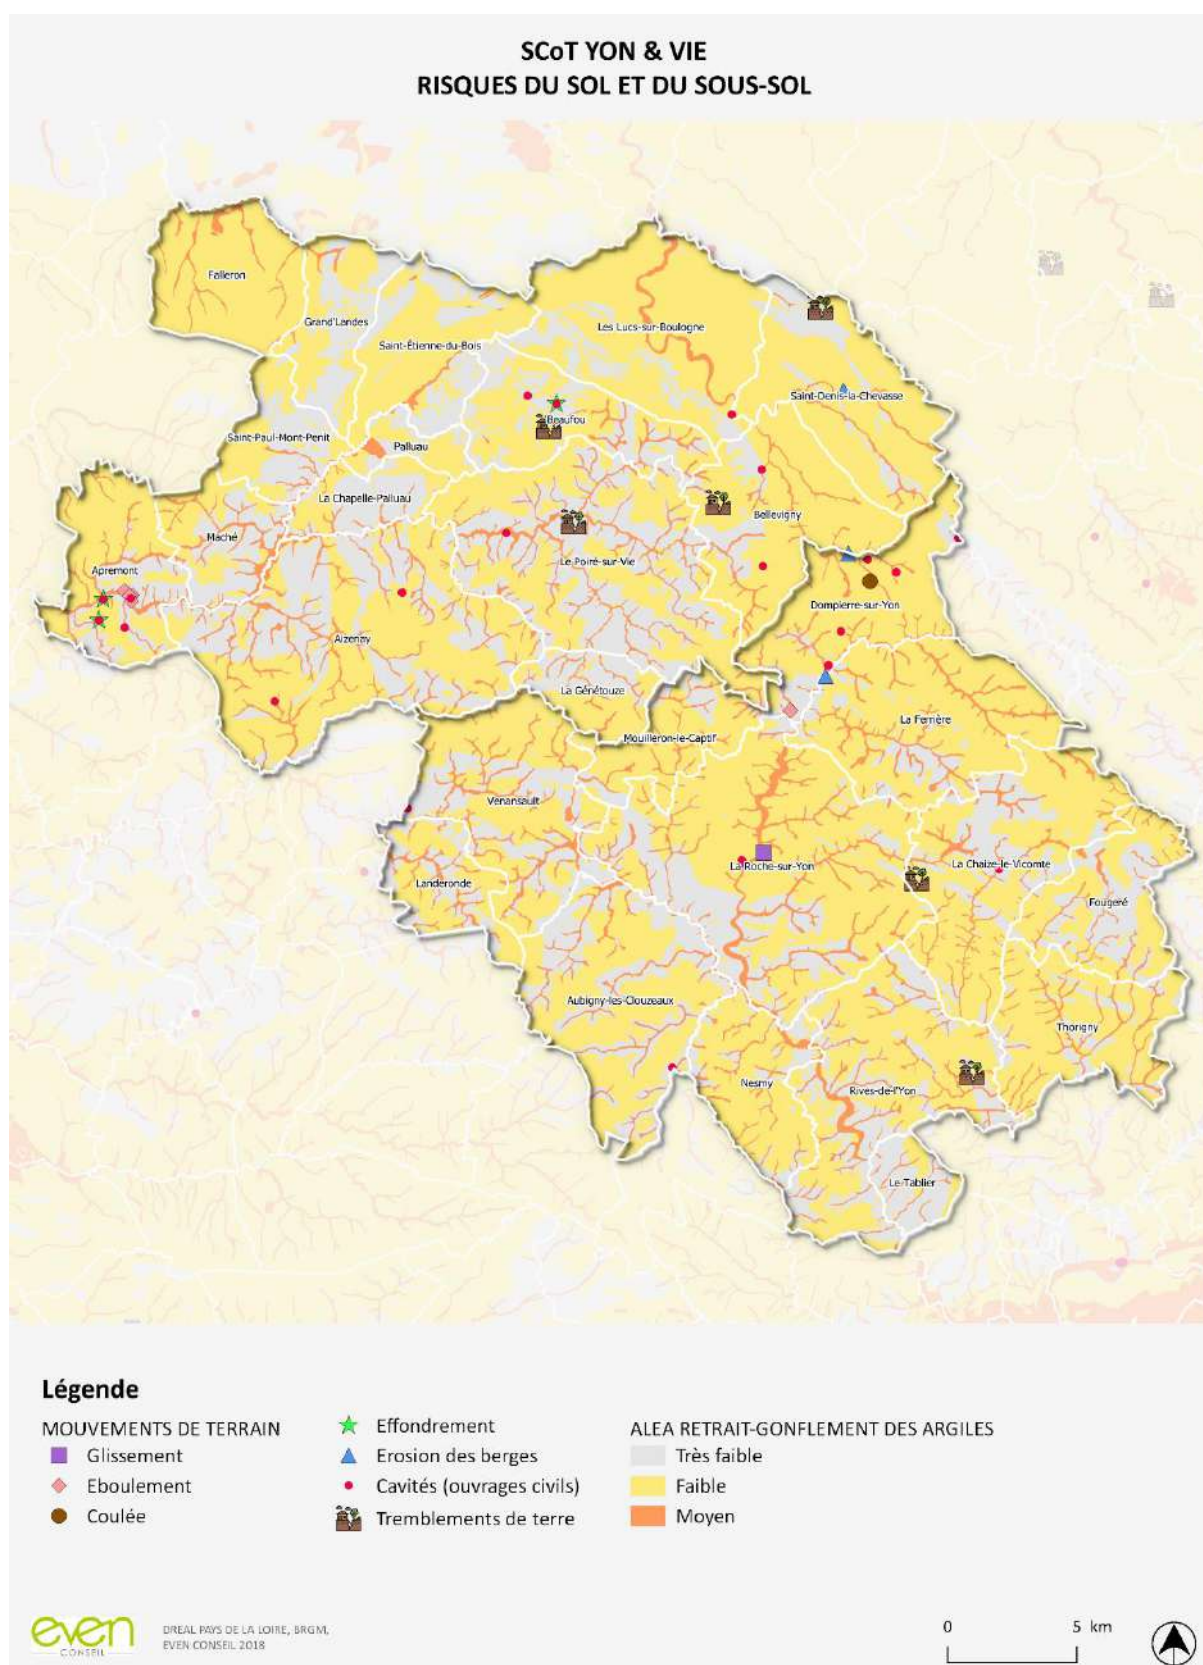 SCoT YON & VIE
RISQUES DU SOL ET DU SOUS-SOL
Falleron
Grand'Landes
Les Lucs-sur-Boulogne
Saint-Étienne-du-Bois
Saint-Denis-la-Chevasse
Beaufou
Saint-Paul-Mont-Penit
Palluau
La Chapelle-Palluau
Bellevigny
Maché
Le Poiré-sur-Vie
Apremont
Dompierre-sur-Yon
Aizenay
La Génétouze
La Ferrière
Mouilleron-le-Captif
Venansault
La Roche-sur-Yon
La Chaize-le-Vicomte
Landeronde
Fougeré
Aubigny-les-Clouzeaux
Thorigny
Nesmy
Rives-de-l'Yon
Le Tablier
Légende
MOUVEMENTS DE TERRAIN
Glissement
Eboulement
Coulée
Effondrement
Erosion des berges
Cavités (ouvrages civils)
Tremblements de terre
ALEA RETRAIT-GONFLEMENT DES ARGILES
Très faible
Faible
Moyen
even
CONSEIL
DREAL PAYS DE LA LOIRE, BRGM,
EVEN CONSEIL 2018
0 5 km